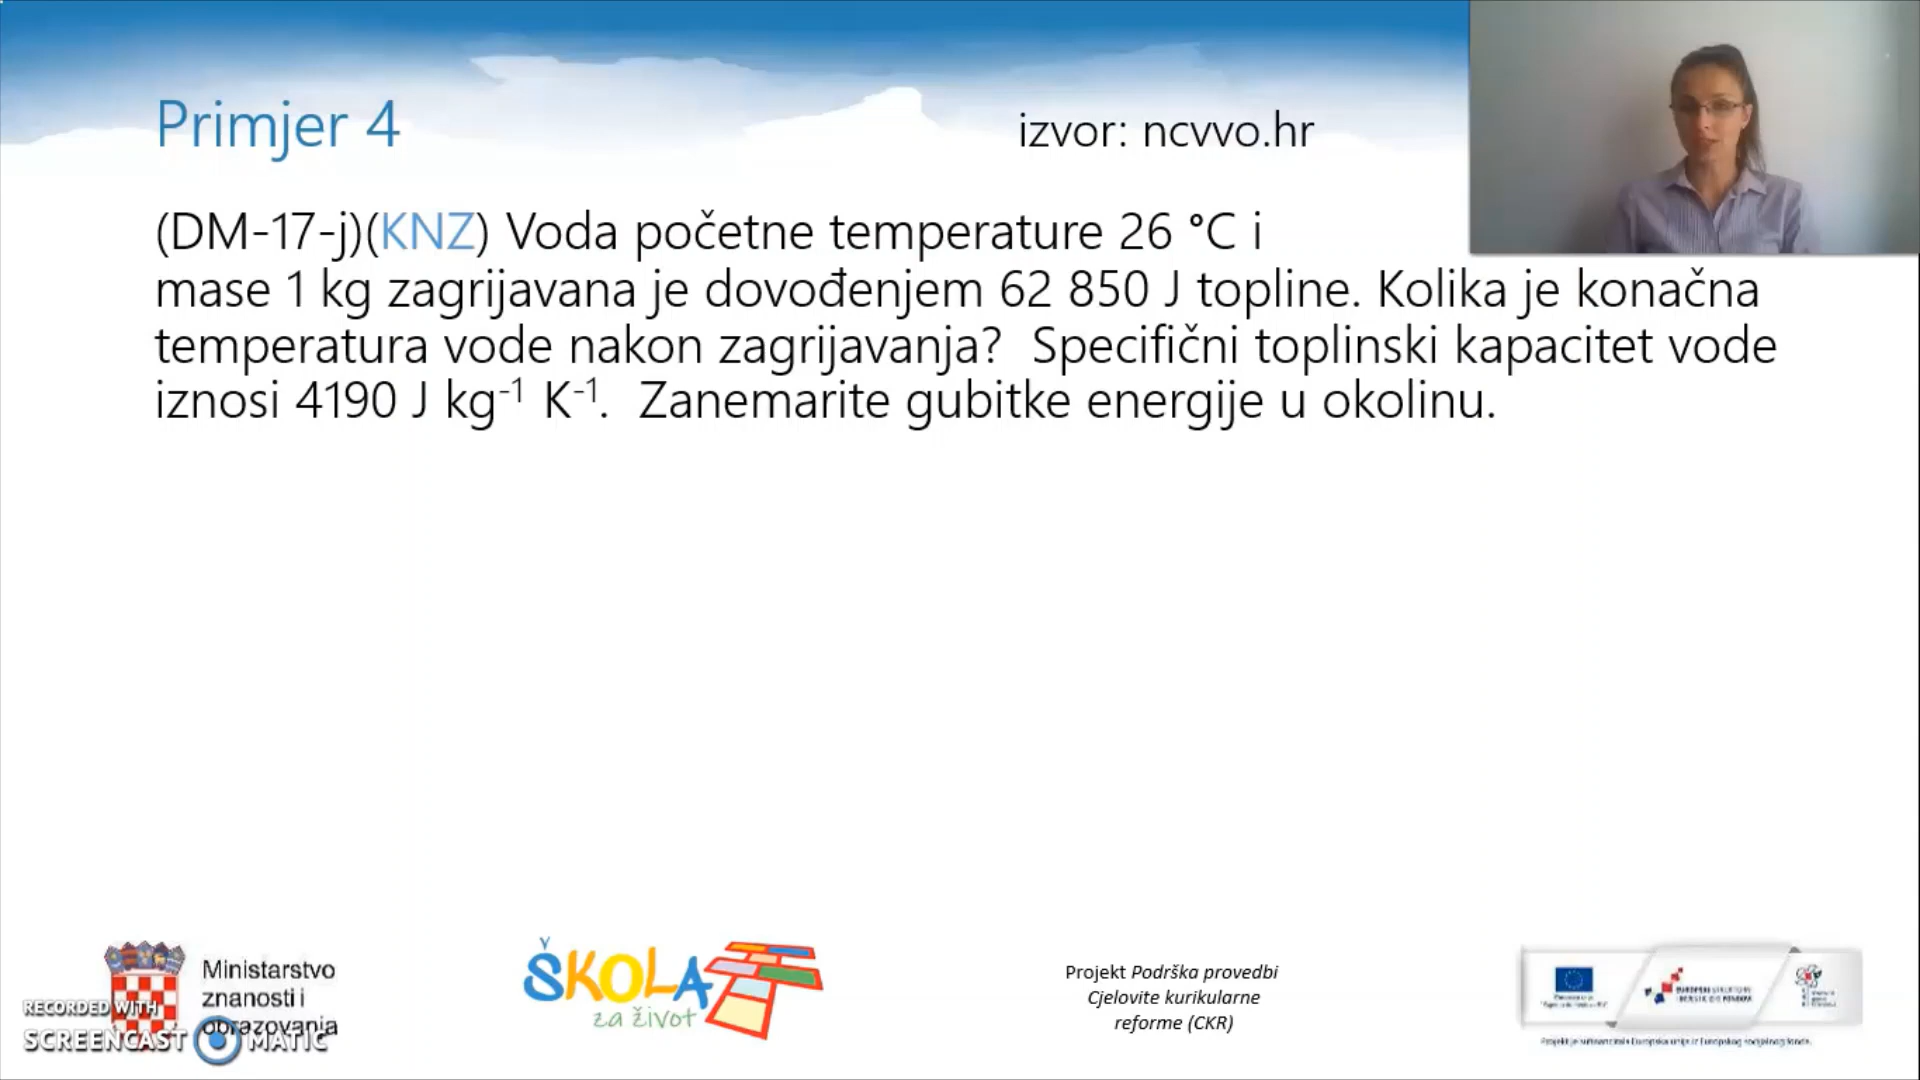 Primjer 4
izvor: ncvvo.hr
(DM-17-j)(KNZ) Voda početne temperature 26 °C i
mase 1 kg zagrijavana je dovođenjem 62 850 J topline. Kolika je konačna
temperatura vode nakon zagrijavanja?  Specifični toplinski kapacitet vode
iznosi 4190 J kg⁻¹ K⁻¹.  Zanemarite gubitke energije u okolinu.
Ministarstvo
znanosti i
obrazovanja
RECORDED WITH
SCREENCAST MATIC
ŠKOLA
za život
Projekt Podrška provedbi
Cjelovite kurikularne
reforme (CKR)